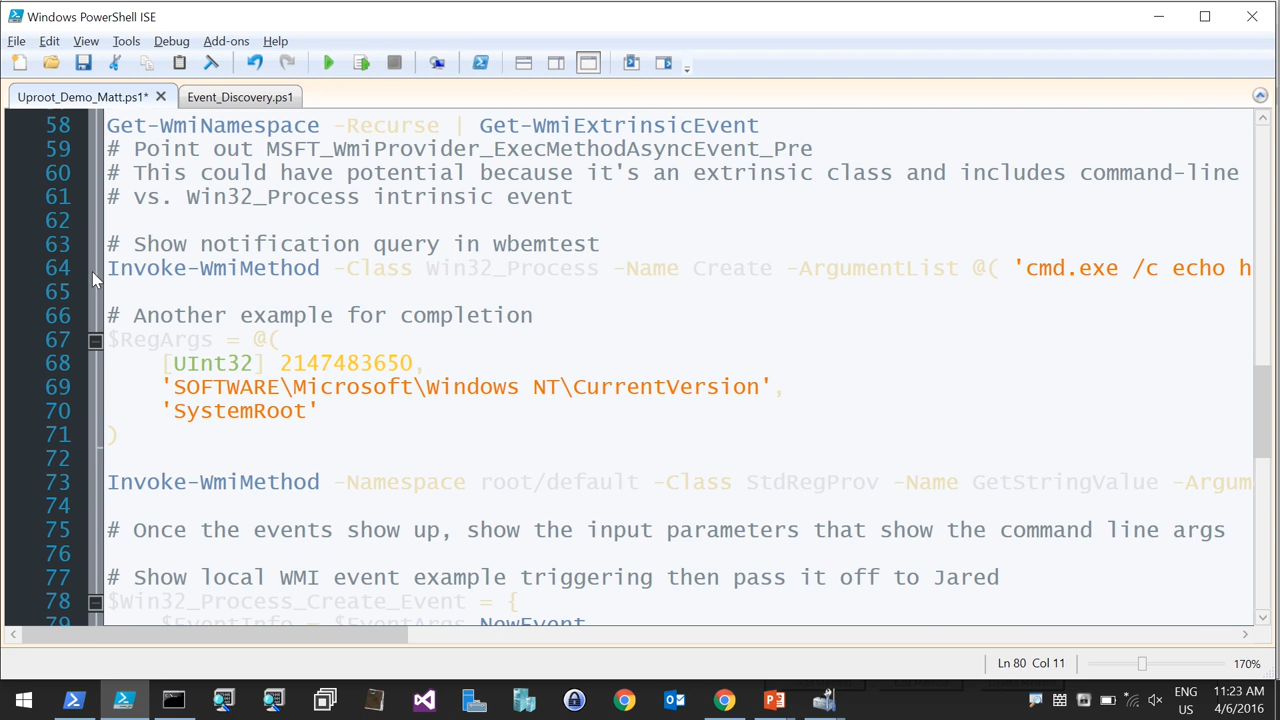 Windows PowerShell ISE
File Edit View Tools Debug Add-ons Help
Uproot_Demo_Matt.ps1* Event_Discovery.ps1
58 Get-WmiNamespace -Recurse | Get-WmiExtrinsicEvent
59 # Point out MSFT_WmiProvider_ExecMethodAsyncEvent_Pre
60 # This could have potential because it's an extrinsic class and includes command-line
61 # vs. Win32_Process intrinsic event
62
63 # Show notification query in wbemtest
64 Invoke-WmiMethod -Class Win32_Process -Name Create -ArgumentList @( 'cmd.exe /c echo h
65
66 # Another example for completion
67 $RegArgs = @(
68 [UInt32] 2147483650,
69 'SOFTWARE\Microsoft\Windows NT\CurrentVersion',
70 'SystemRoot'
71 )
72
73 Invoke-WmiMethod -Namespace root/default -Class StdRegProv -Name GetStringValue -Argum
74
75 # Once the events show up, show the input parameters that show the command line args
76
77 # Show local WMI event example triggering then pass it off to Jared
78 $Win32_Process_Create_Event = {
79 $EventInfo = $EventArgs.NewEvent
Ln 80 Col 11 170%
ENG 11:23 AM
US 4/6/2016